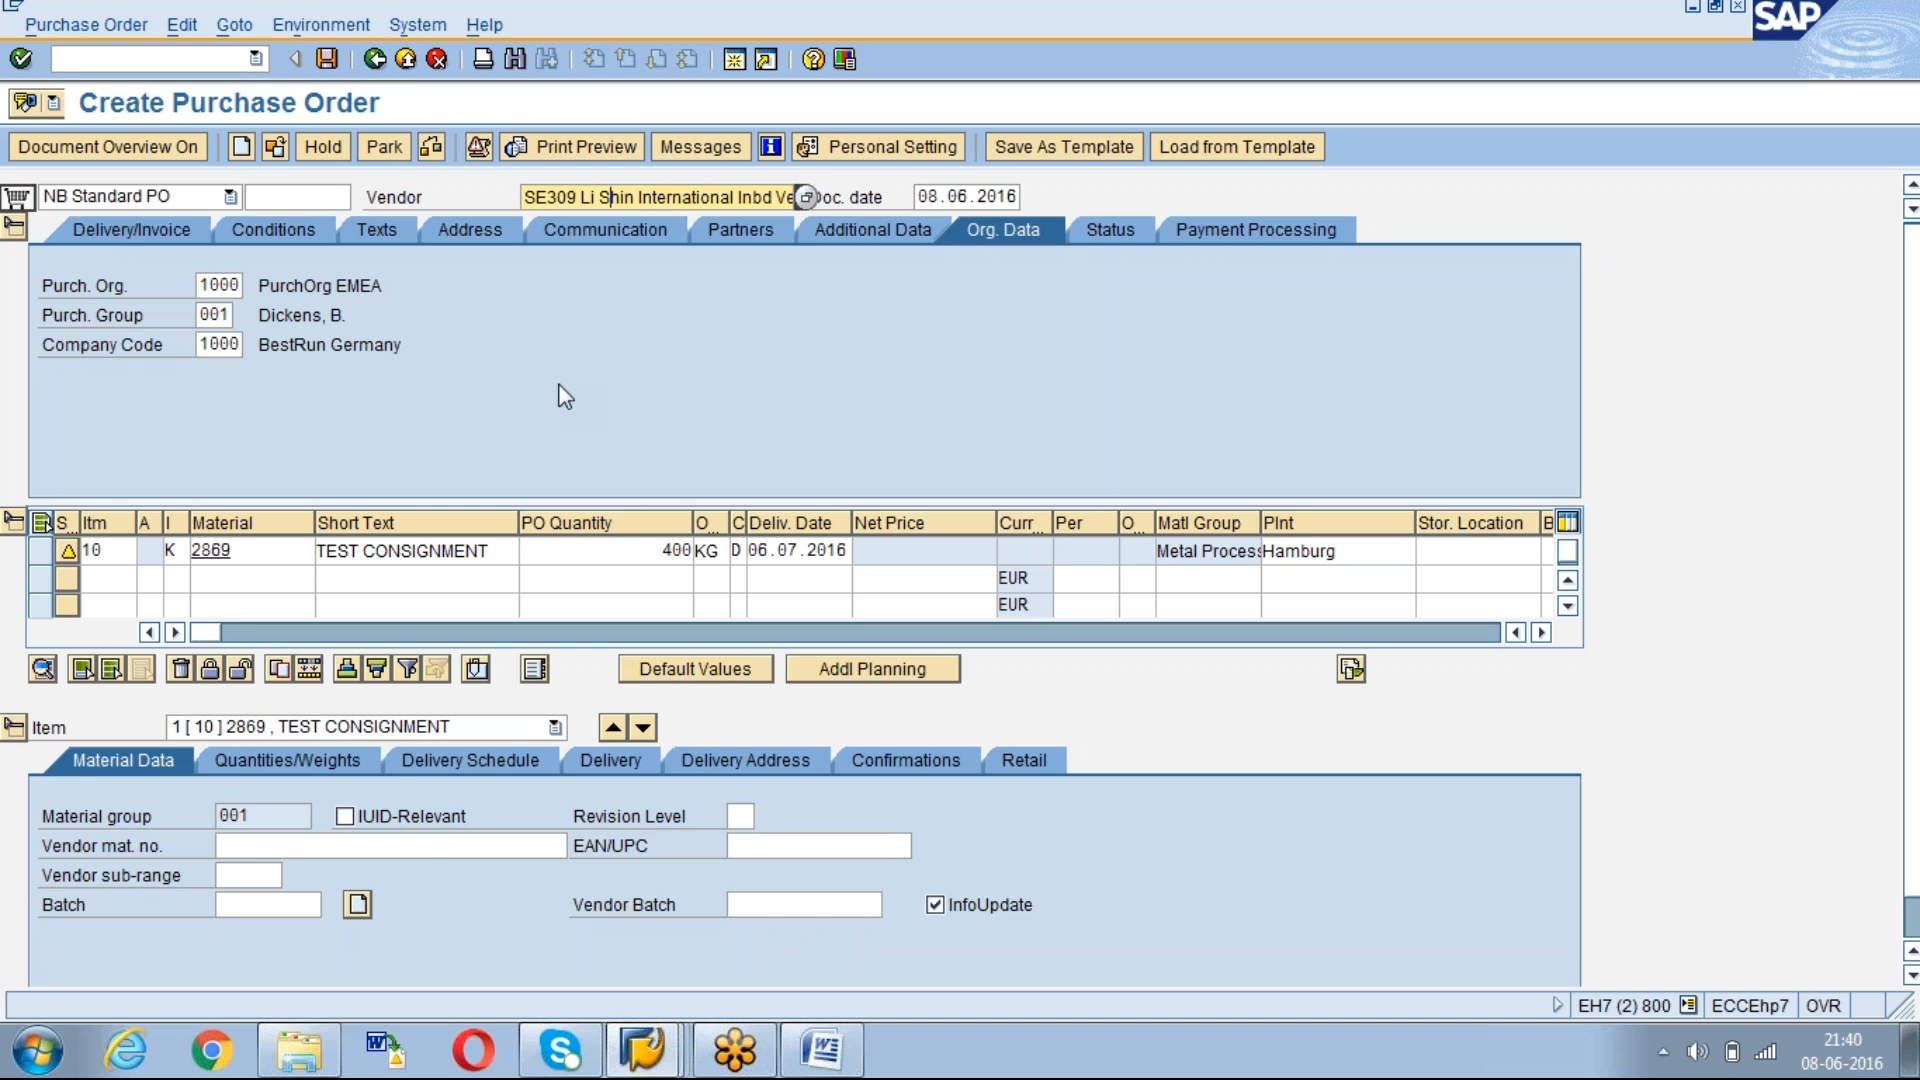 Purchase Order Edit Goto Environment System Help
SAP
Create Purchase Order
Document Overview On Hold Park Print Preview Messages Personal Setting Save As Template Load from Template
NB Standard PO Vendor SE309 Li Shin International Inbd Ve Doc. date 08.06.2016
Delivery/Invoice Conditions Texts Address Communication Partners Additional Data Org. Data Status Payment Processing
Purch. Org. 1000 PurchOrg EMEA
Purch. Group 001 Dickens, B.
Company Code 1000 BestRun Germany
S... Itm A I Material Short Text PO Quantity O... C Deliv. Date Net Price Curr... Per O... Matl Group Plnt Stor. Location B
10 K 2869 TEST CONSIGNMENT 400 KG D 06.07.2016 Metal Process Hamburg
EUR
EUR
Default Values Addl Planning
Item 1 [ 10 ] 2869 , TEST CONSIGNMENT
Material Data Quantities/Weights Delivery Schedule Delivery Delivery Address Confirmations Retail
Material group 001 IUID-Relevant Revision Level
Vendor mat. no. EAN/UPC
Vendor sub-range
Batch Vendor Batch InfoUpdate
EH7 (2) 800 ECCEhp7 OVR
21:40
08-06-2016